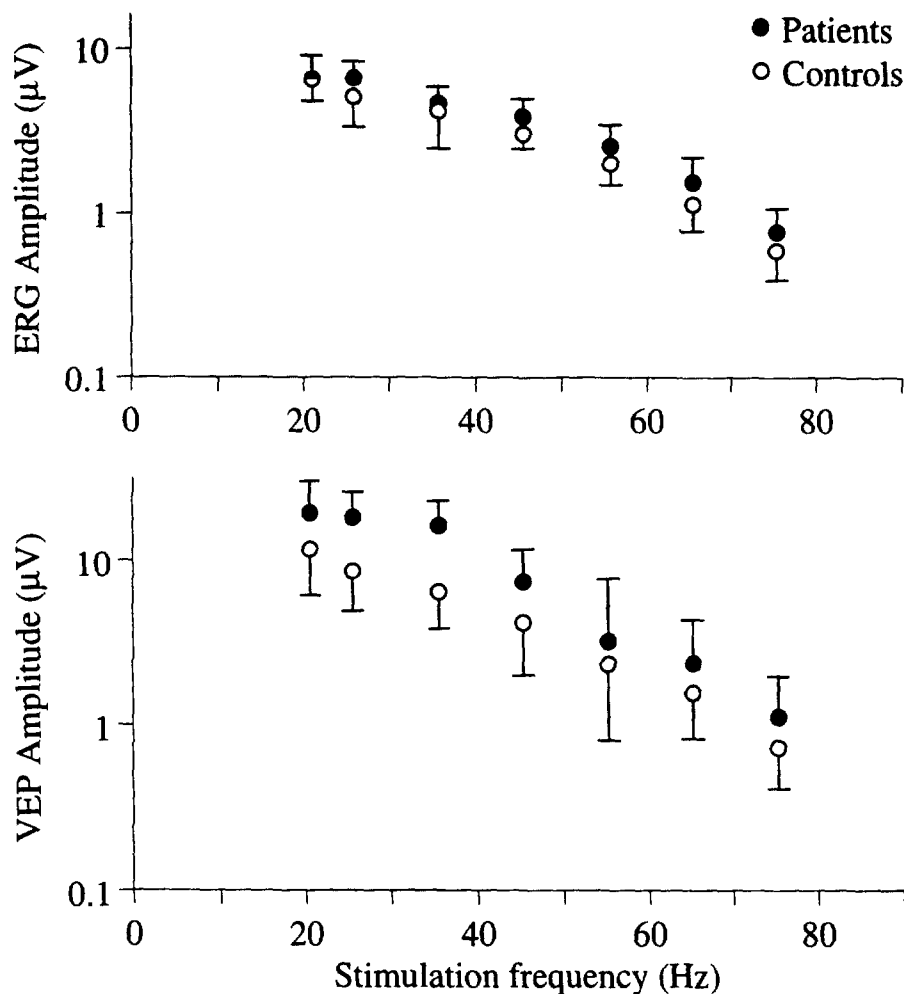 Patients
Controls
ERG Amplitude (μV)
10
1
0.1
0 20 40 60 80
VEP Amplitude (μV)
10
1
0.1
0 20 40 60 80
Stimulation frequency (Hz)